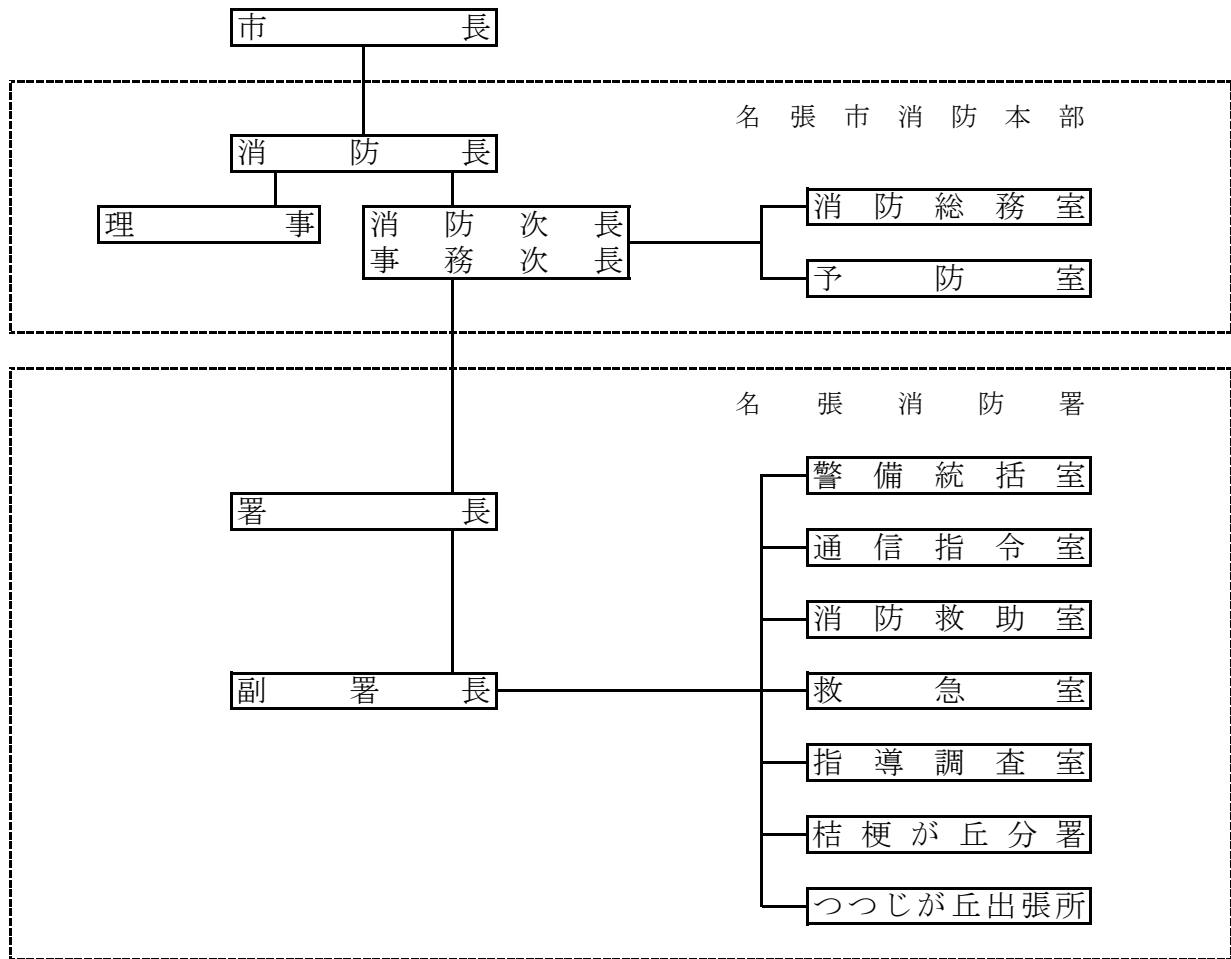 市長
名張市消防本部
消防長
理事
消防次長
事務次長
消防総務室
予防室
名張消防署
警備統括室
署長
通信指令室
消防救助室
副署長
救急室
指導調査室
桔梗が丘分署
つつじが丘出張所